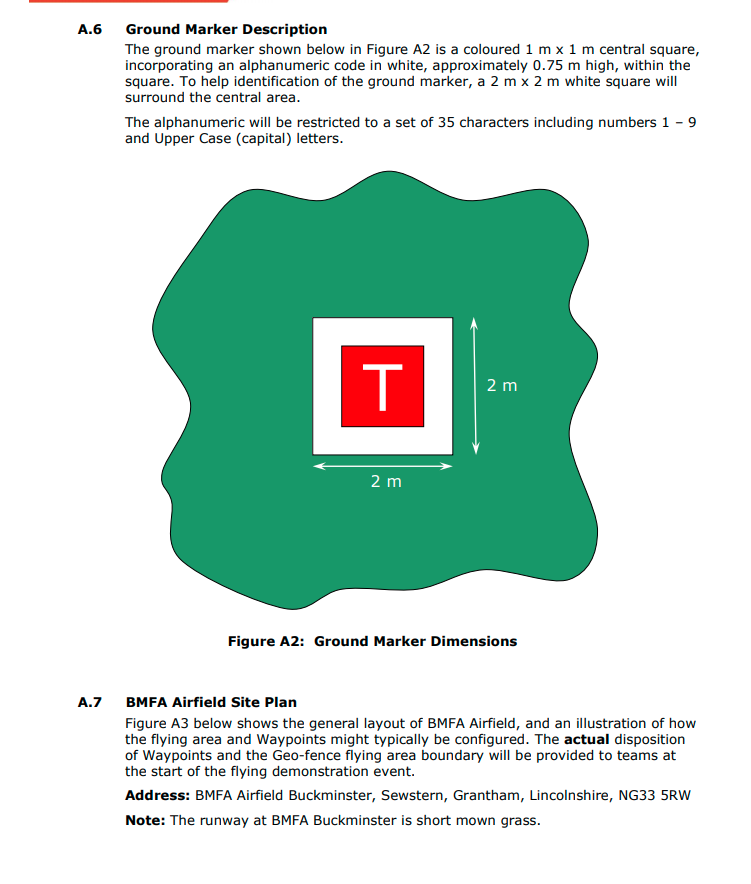 A.6 Ground Marker Description
The ground marker shown below in Figure A2 is a coloured 1 m x 1 m central square,
incorporating an alphanumeric code in white, approximately 0.75 m high, within the
square. To help identification of the ground marker, a 2 m x 2 m white square will
surround the central area.
The alphanumeric will be restricted to a set of 35 characters including numbers 1 – 9
and Upper Case (capital) letters.
T
2 m
2 m
Figure A2: Ground Marker Dimensions
A.7 BMFA Airfield Site Plan
Figure A3 below shows the general layout of BMFA Airfield, and an illustration of how
the flying area and Waypoints might typically be configured. The actual disposition
of Waypoints and the Geo-fence flying area boundary will be provided to teams at
the start of the flying demonstration event.
Address: BMFA Airfield Buckminster, Sewstern, Grantham, Lincolnshire, NG33 5RW
Note: The runway at BMFA Buckminster is short mown grass.